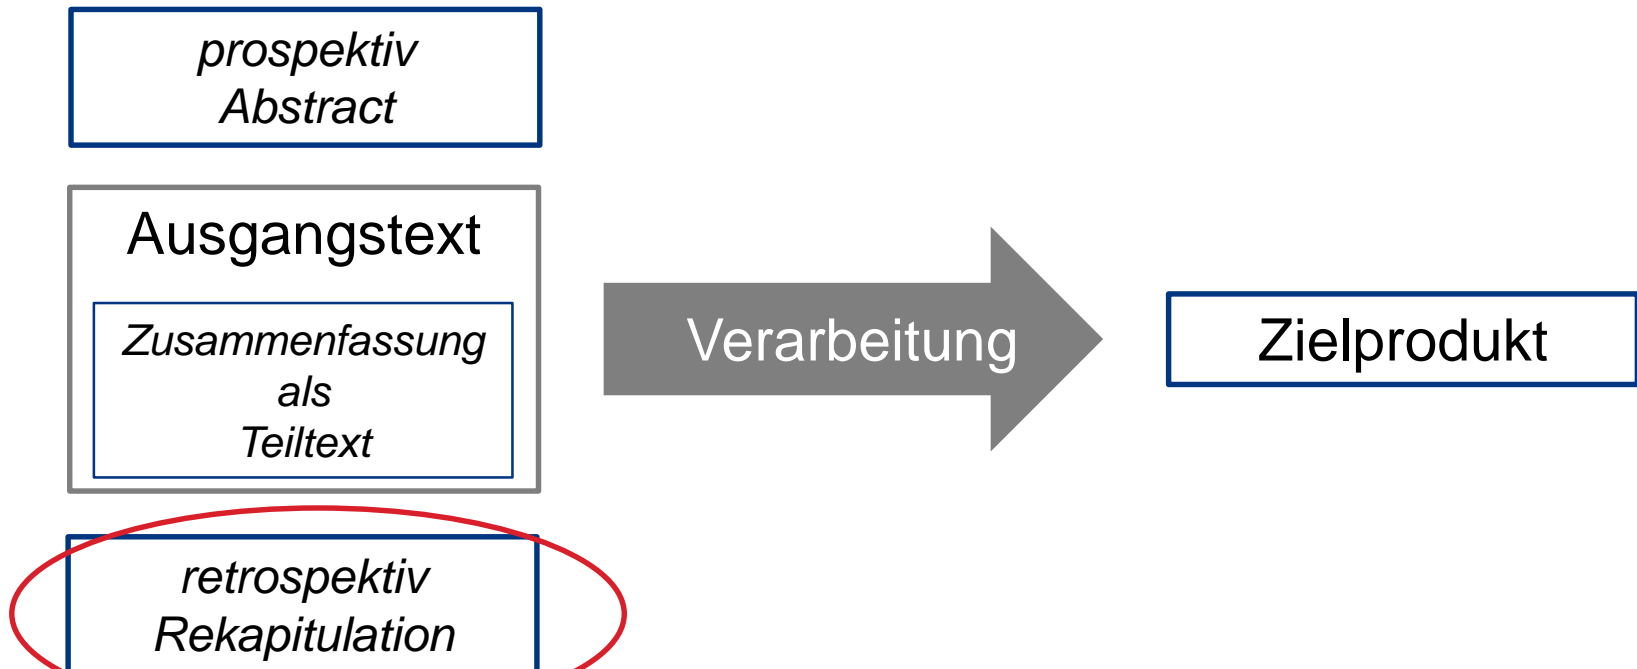 prospektiv
Abstract
Ausgangstext
Zusammenfassung
als
Teiltext
Verarbeitung
Zielprodukt
retrospektiv
Rekapitulation